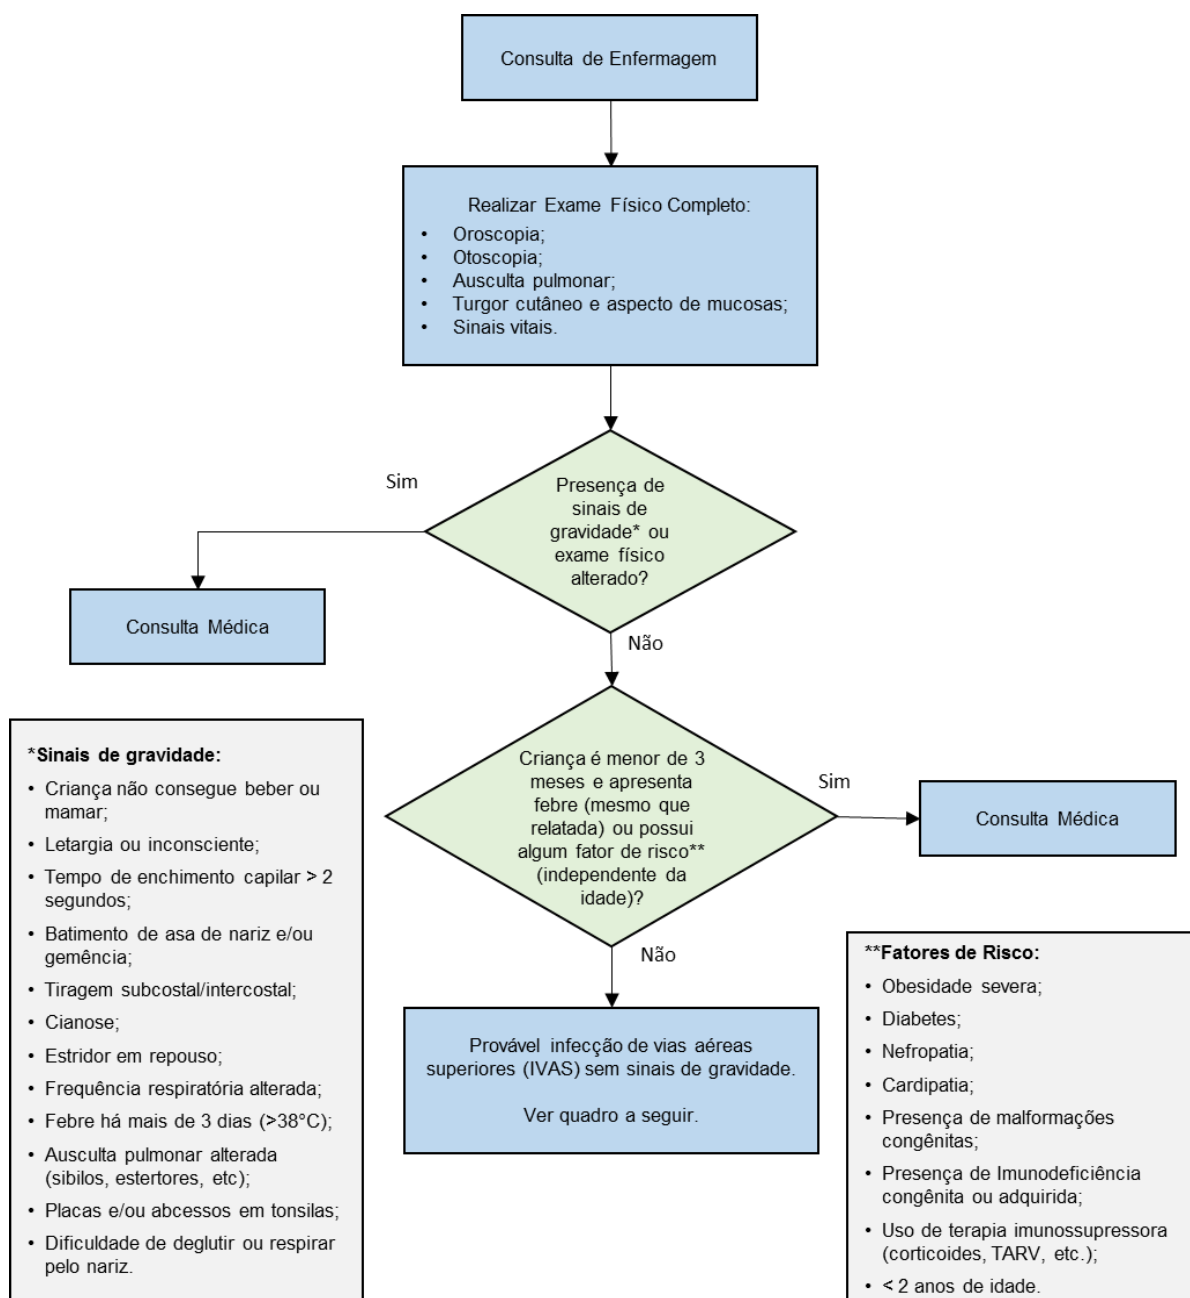 Consulta de Enfermagem
Realizar Exame Físico Completo:
• Oroscopia;
• Otoscopia;
• Ausculta pulmonar;
• Turgor cutâneo e aspecto de mucosas;
• Sinais vitais.
Sim
Presença de
sinais de
gravidade* ou
exame físico
alterado?
Consulta Médica
Não
*Sinais de gravidade:
• Criança não consegue beber ou
mamar;
• Letargia ou inconsciente;
• Tempo de enchimento capilar > 2
segundos;
• Batimento de asa de nariz e/ou
gemência;
• Tiragem subcostal/intercostal;
• Cianose;
• Estridor em repouso;
• Frequência respiratória alterada;
• Febre há mais de 3 dias (>38°C);
• Ausculta pulmonar alterada
(sibilos, estertores, etc);
• Placas e/ou abcessos em tonsilas;
• Dificuldade de deglutir ou respirar
pelo nariz.
Criança é menor de 3
meses e apresenta
febre (mesmo que
relatada) ou possui
algum fator de risco**
(independente da
idade)?
Sim
Consulta Médica
Não
Provável infecção de vias aéreas
superiores (IVAS) sem sinais de gravidade.
Ver quadro a seguir.
**Fatores de Risco:
• Obesidade severa;
• Diabetes;
• Nefropatia;
• Cardipatia;
• Presença de malformações
congênitas;
• Presença de Imunodeficiência
congênita ou adquirida;
• Uso de terapia imunossupressora
(corticoides, TARV, etc.);
• < 2 anos de idade.